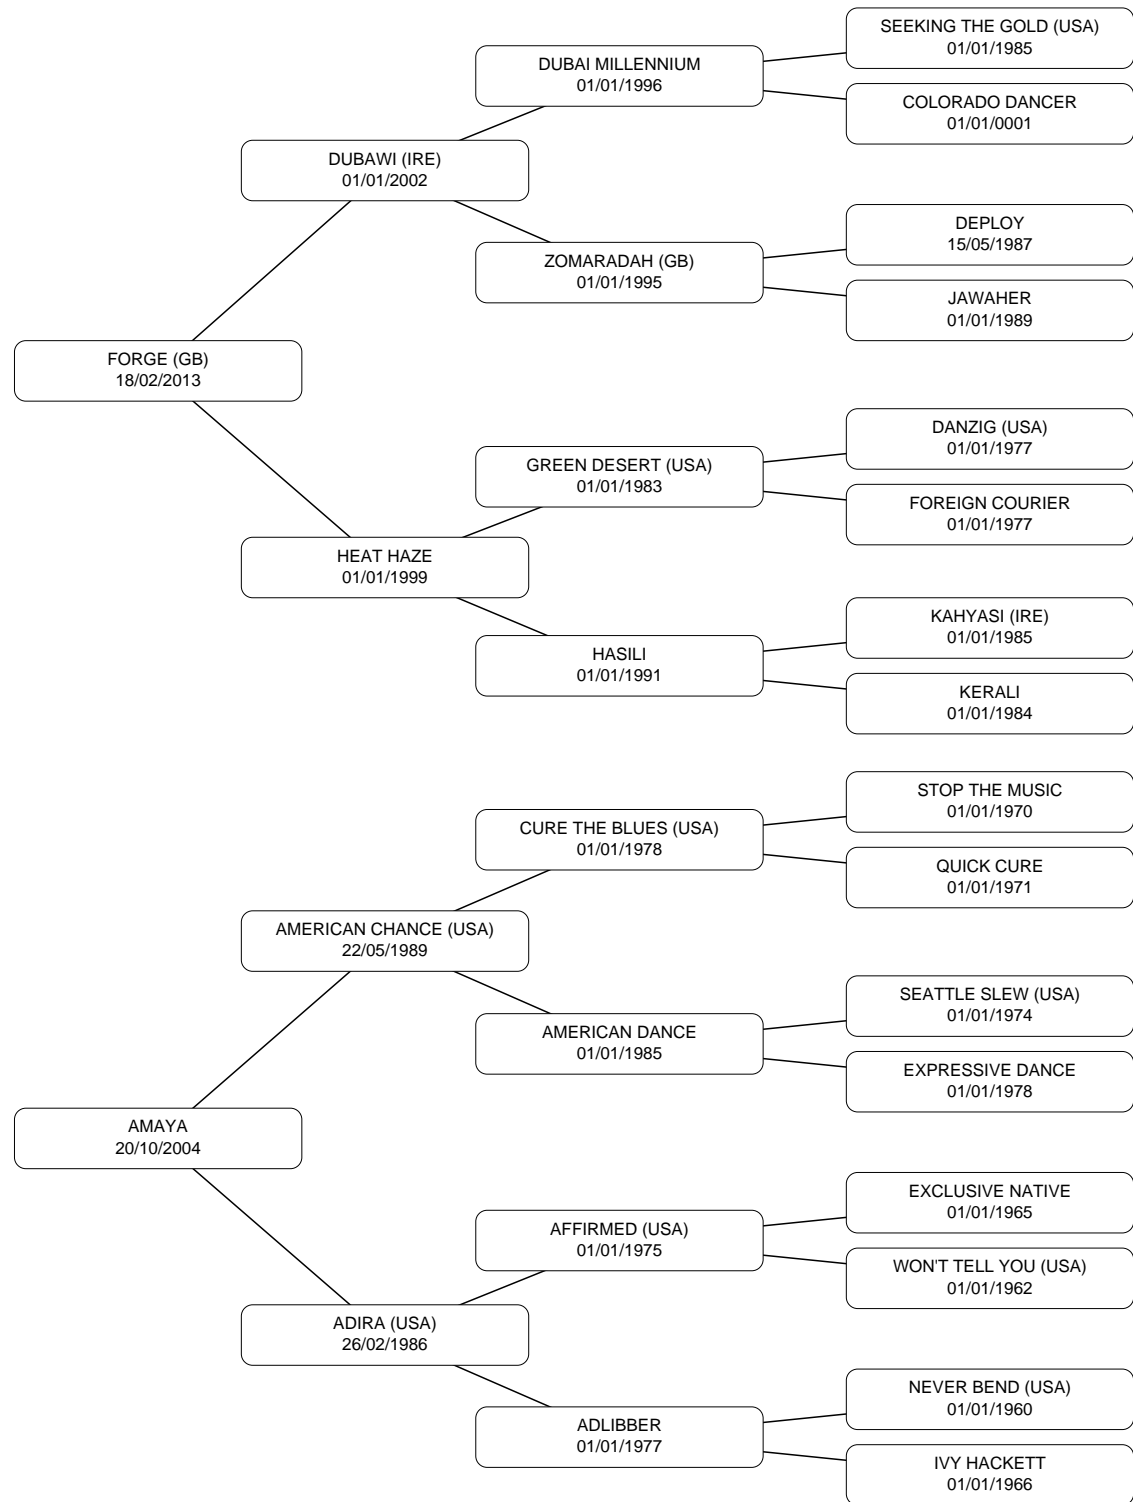 SEEKING THE GOLD (USA)
01/01/1985
DUBAI MILLENNIUM
01/01/1996
COLORADO DANCER
01/01/0001
DUBAWI (IRE)
01/01/2002
DEPLOY
15/05/1987
ZOMARADAH (GB)
01/01/1995
JAWAHER
01/01/1989
FORGE (GB)
18/02/2013
DANZIG (USA)
01/01/1977
GREEN DESERT (USA)
01/01/1983
FOREIGN COURIER
01/01/1977
HEAT HAZE
01/01/1999
KAHYASI (IRE)
01/01/1985
HASILI
01/01/1991
KERALI
01/01/1984
STOP THE MUSIC
01/01/1970
CURE THE BLUES (USA)
01/01/1978
QUICK CURE
01/01/1971
AMERICAN CHANCE (USA)
22/05/1989
SEATTLE SLEW (USA)
01/01/1974
AMERICAN DANCE
01/01/1985
EXPRESSIVE DANCE
01/01/1978
AMAYA
20/10/2004
EXCLUSIVE NATIVE
01/01/1965
AFFIRMED (USA)
01/01/1975
WON'T TELL YOU (USA)
01/01/1962
ADIRA (USA)
26/02/1986
NEVER BEND (USA)
01/01/1960
ADLIBBER
01/01/1977
IVY HACKETT
01/01/1966